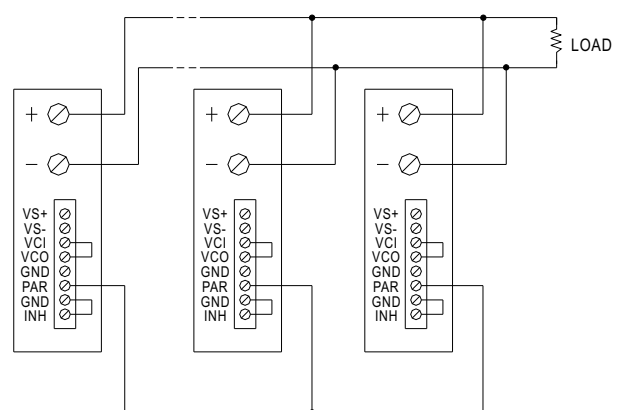 LOAD
+
−
VS+
VS-
VCI
VCO
GND
PAR
GND
INH
+
−
VS+
VS-
VCI
VCO
GND
PAR
GND
INH
+
−
VS+
VS-
VCI
VCO
GND
PAR
GND
INH